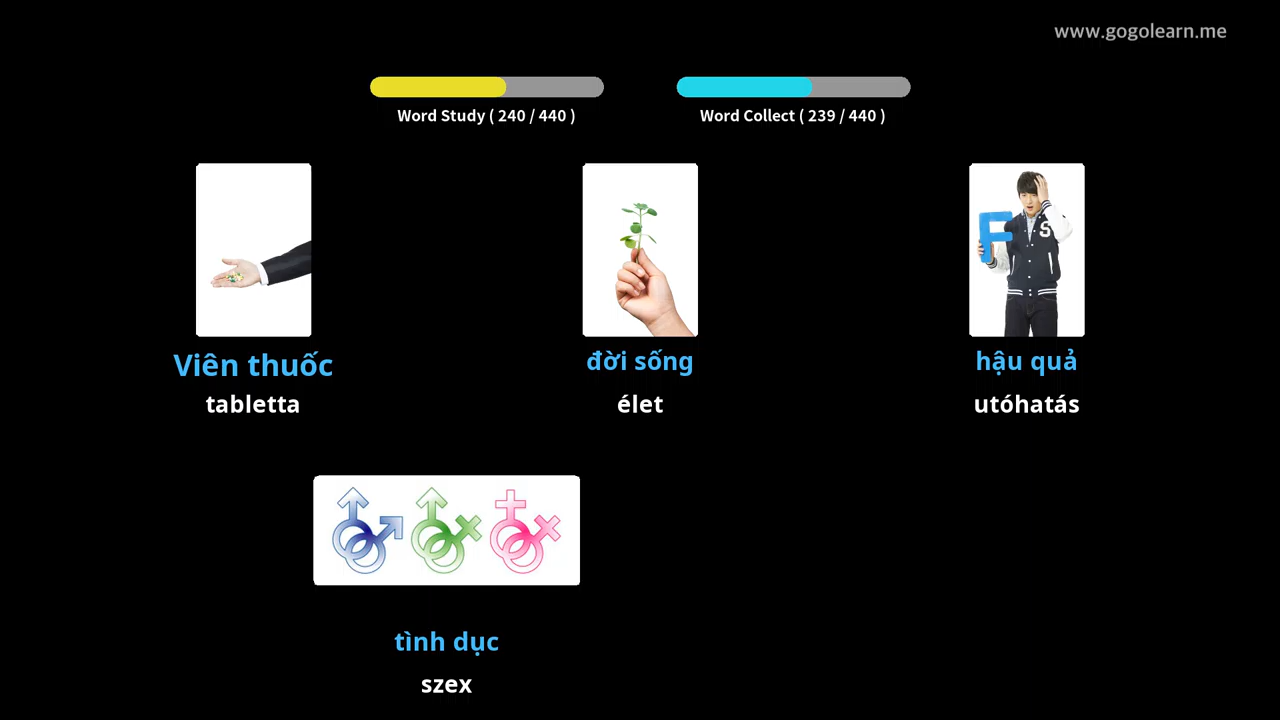 www.gogolearn.me
Word Study ( 240 / 440 )
Word Collect ( 239 / 440 )
Viên thuốc
tabletta
đời sống
élet
F
S
hậu quả
utóhatás
tình dục
szex